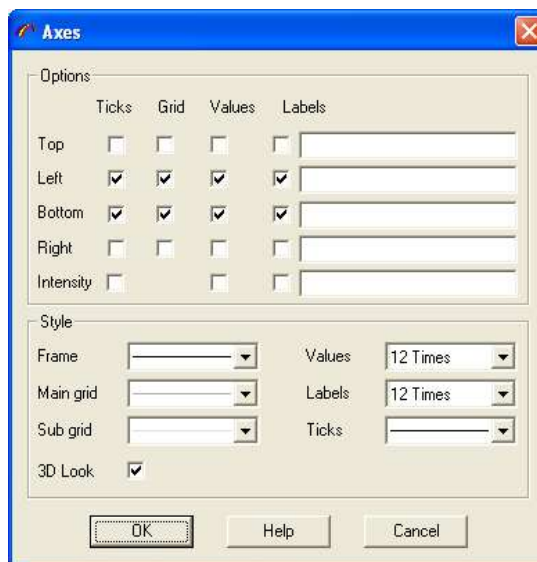 Axes
Options
Ticks Grid Values Labels
Top
Left
Bottom
Right
Intensity
Style
Frame Values 12 Times
Main grid Labels 12 Times
Sub grid Ticks
3D Look
OK Help Cancel